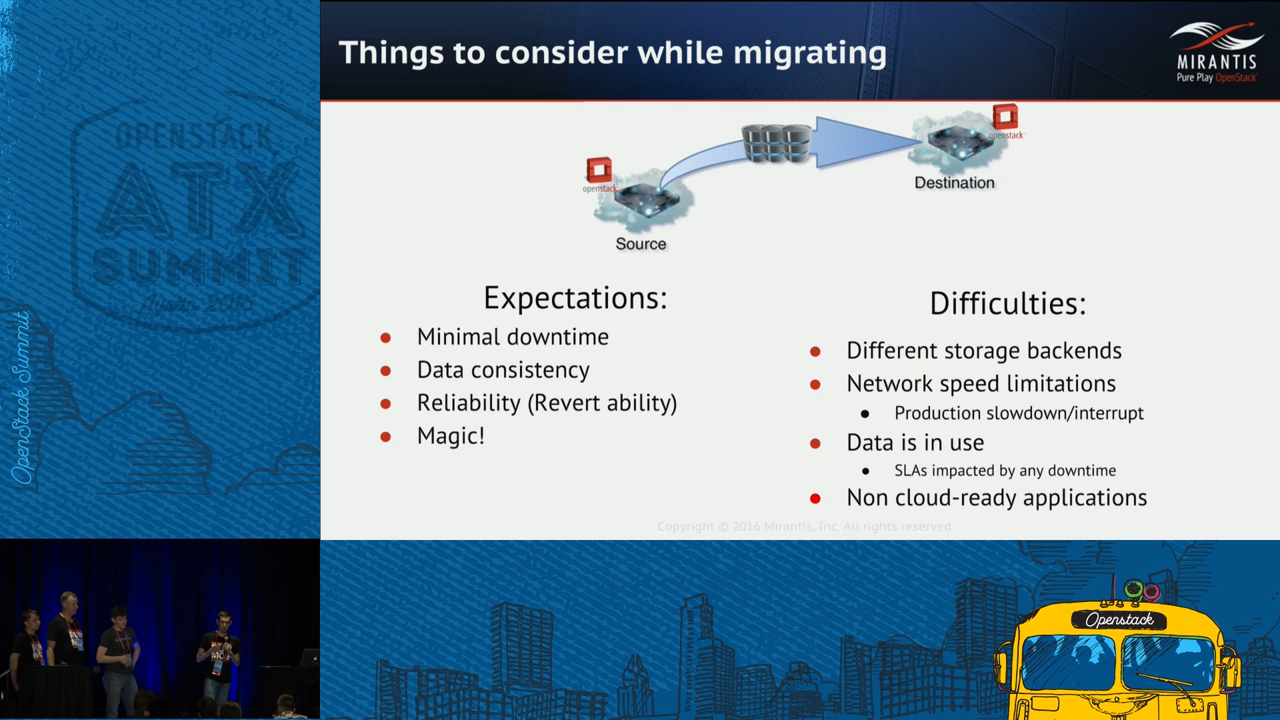 Things to consider while migrating
MIRANTIS
Pure Play OpenStack
openstack
Destination
openstack
Source
Expectations:
Minimal downtime
Data consistency
Reliability (Revert ability)
Magic!
Difficulties:
Different storage backends
Network speed limitations
Production slowdown/interrupt
Data is in use
SLAs impacted by any downtime
Non cloud-ready applications
Copyright © 2016 Mirantis, Inc. All rights reserved
OPENSTACK
ATX
SUMMIT
Austin 2016
OpenStack Summit
Openstack